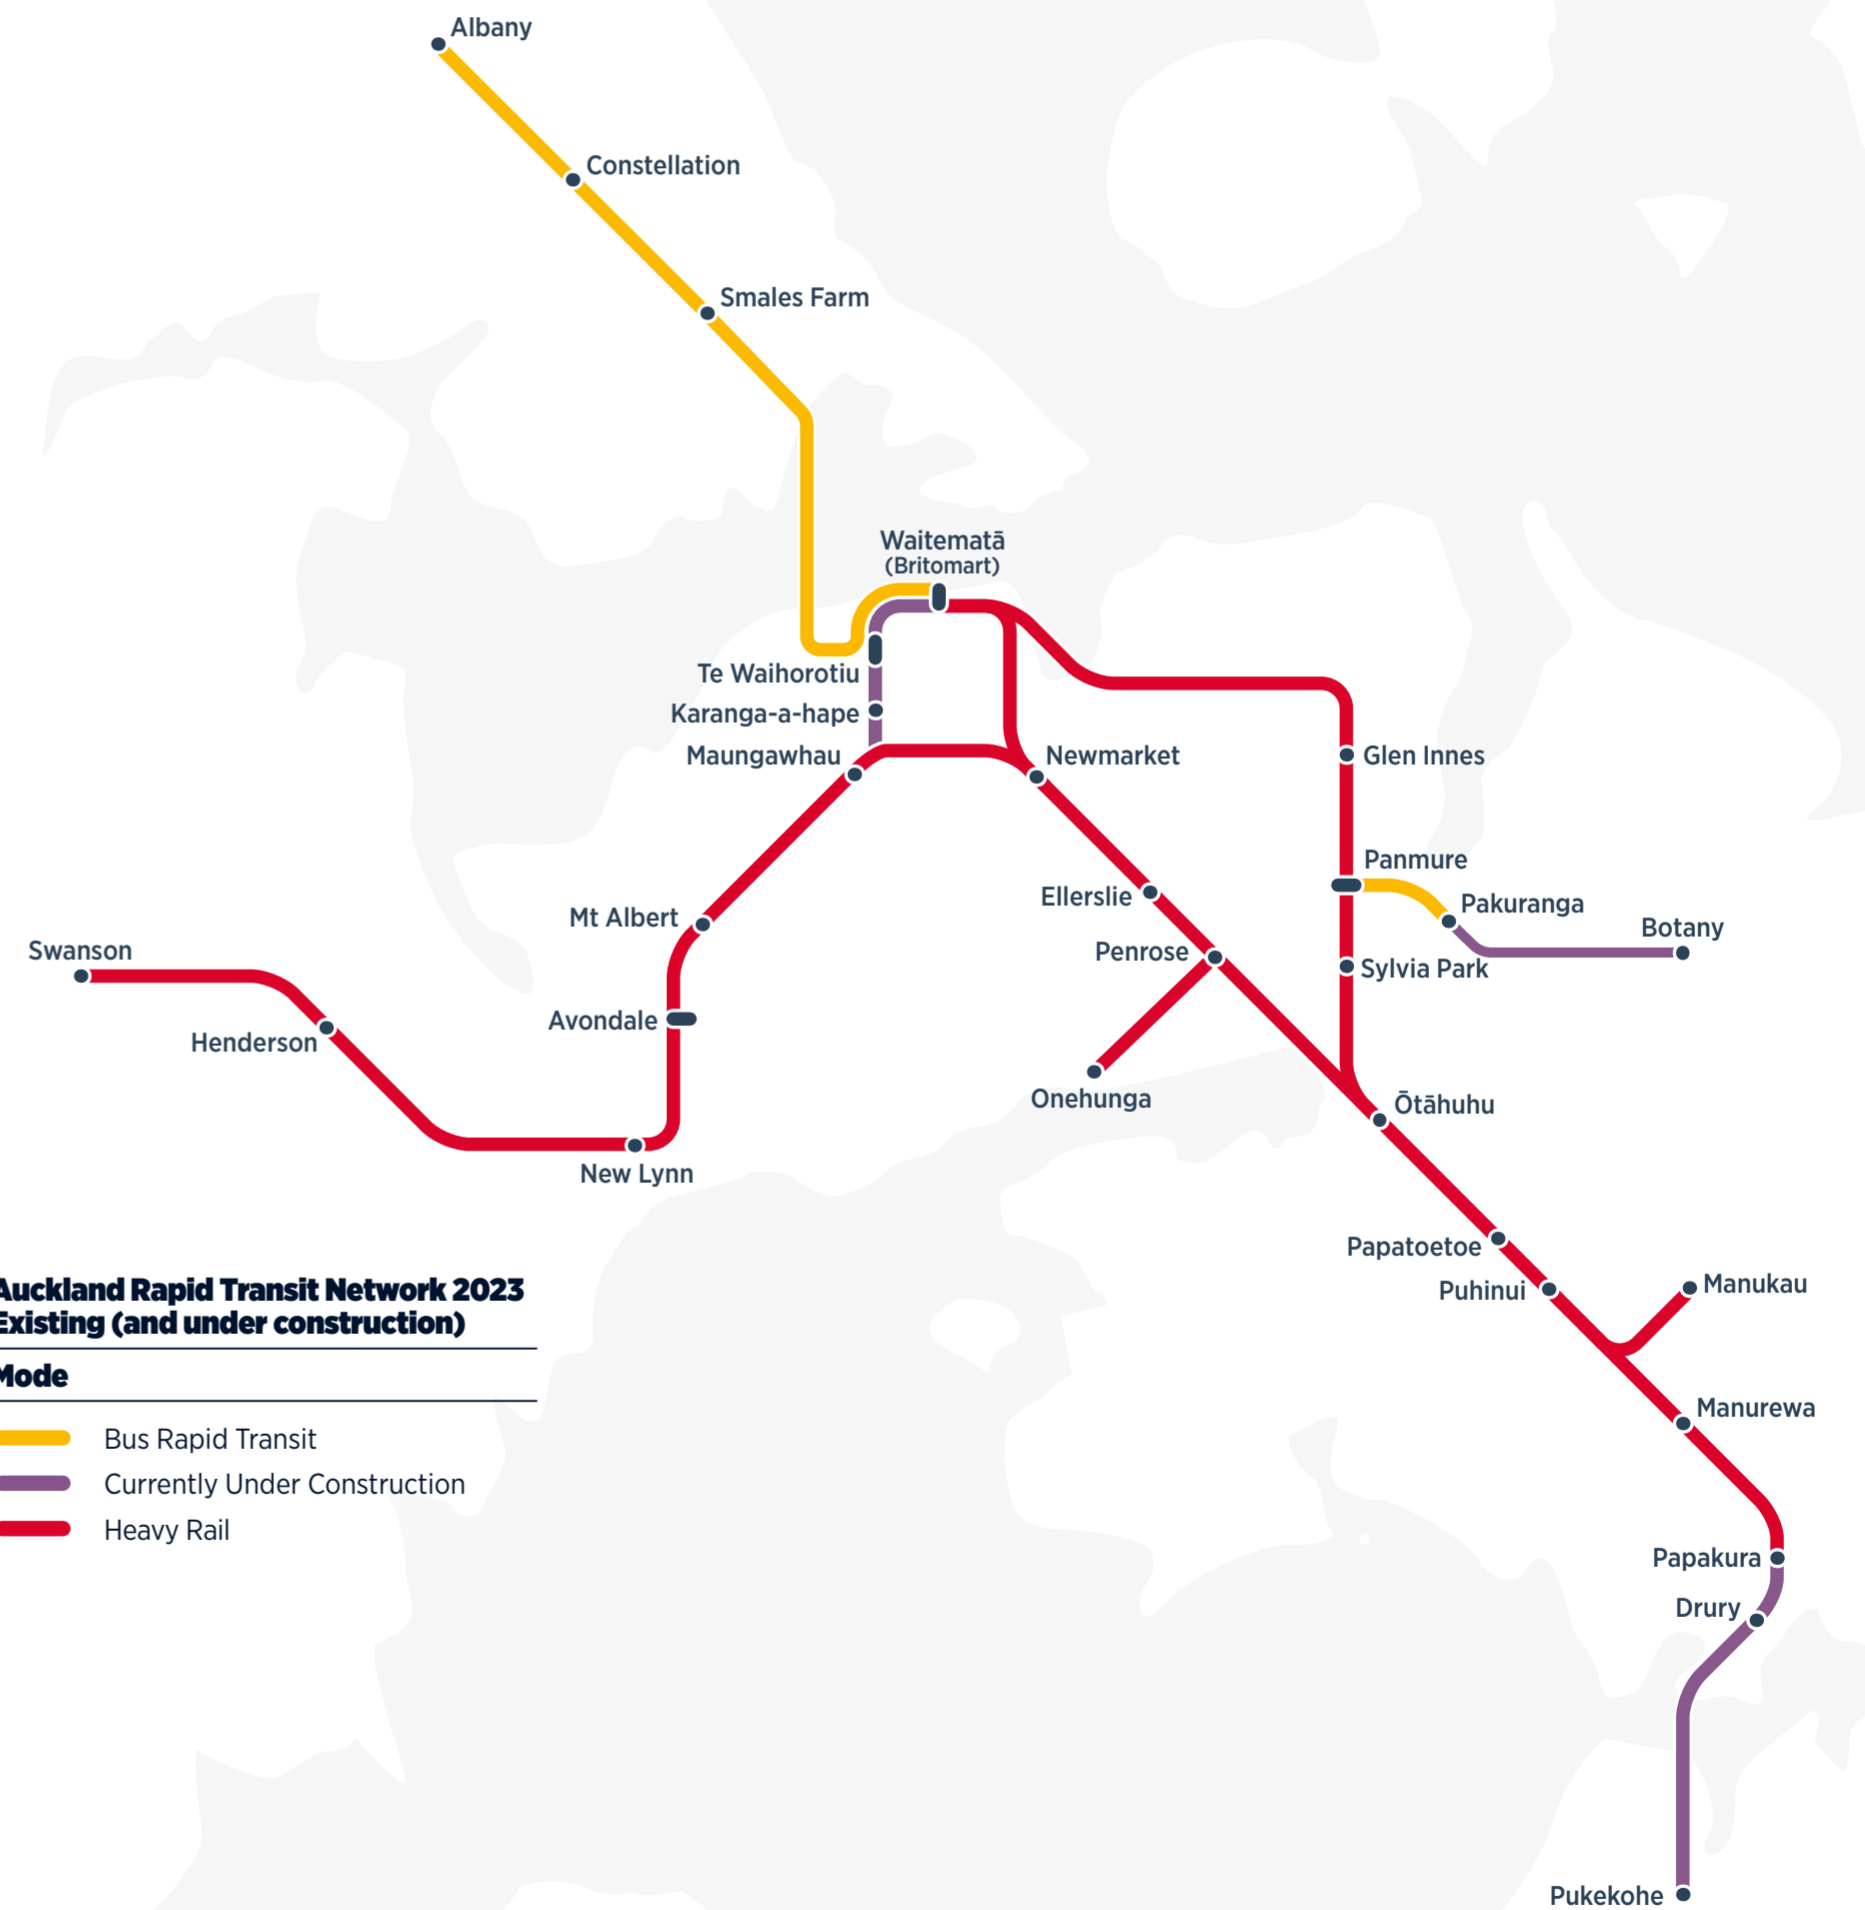 Albany
Constellation
Smales Farm
Waitematā
(Britomart)
Te Waihorotiu
Karanga-a-hape
Maungawhau
Newmarket
Glen Innes
Panmure
Pakuranga
Botany
Ellerslie
Mt Albert
Penrose
Sylvia Park
Swanson
Avondale
Henderson
Onehunga
Ōtāhuhu
New Lynn
Papatoetoe
Puhinui
Manukau
Manurewa
Papakura
Drury
Pukekohe
Auckland Rapid Transit Network 2023
Existing (and under construction)
Mode
Bus Rapid Transit
Currently Under Construction
Heavy Rail